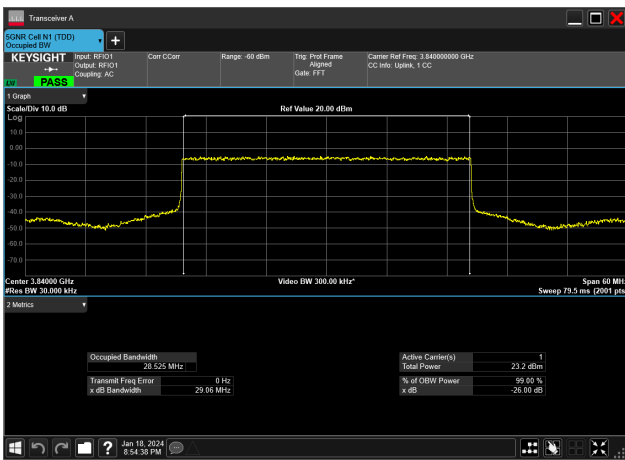 Transceiver A
5GNR Cell N1 (TDD)
Occupied BW
KEYSIGHT
LV PASS
Input: RFIO1
Output: RFIO1
Coupling: AC
Corr CCorr
Range: -60 dBm
Trig: Prot Frame
Aligned
Gate: FFT
Carrier Ref Freq: 3.840000000 GHz
CC Info: Uplink, 1 CC
1 Graph
Scale/Div 10.0 dB
Ref Value 20.00 dBm
Log
10.0
0.00
-10.0
-20.0
-30.0
-40.0
-50.0
-60.0
-70.0
Center 3.84000 GHz
Video BW 300.00 kHz*
Span 60 MHz
#Res BW 30.000 kHz
Sweep 79.5 ms (2001 pts
2 Metrics
Occupied Bandwidth
28.525 MHz
Active Carrier(s) 1
Total Power 23.2 dBm
Transmit Freq Error 0 Hz
x dB Bandwidth 29.06 MHz
% of OBW Power 99.00 %
x dB -26.00 dB
?
Jan 18, 2024
8:54:38 PM